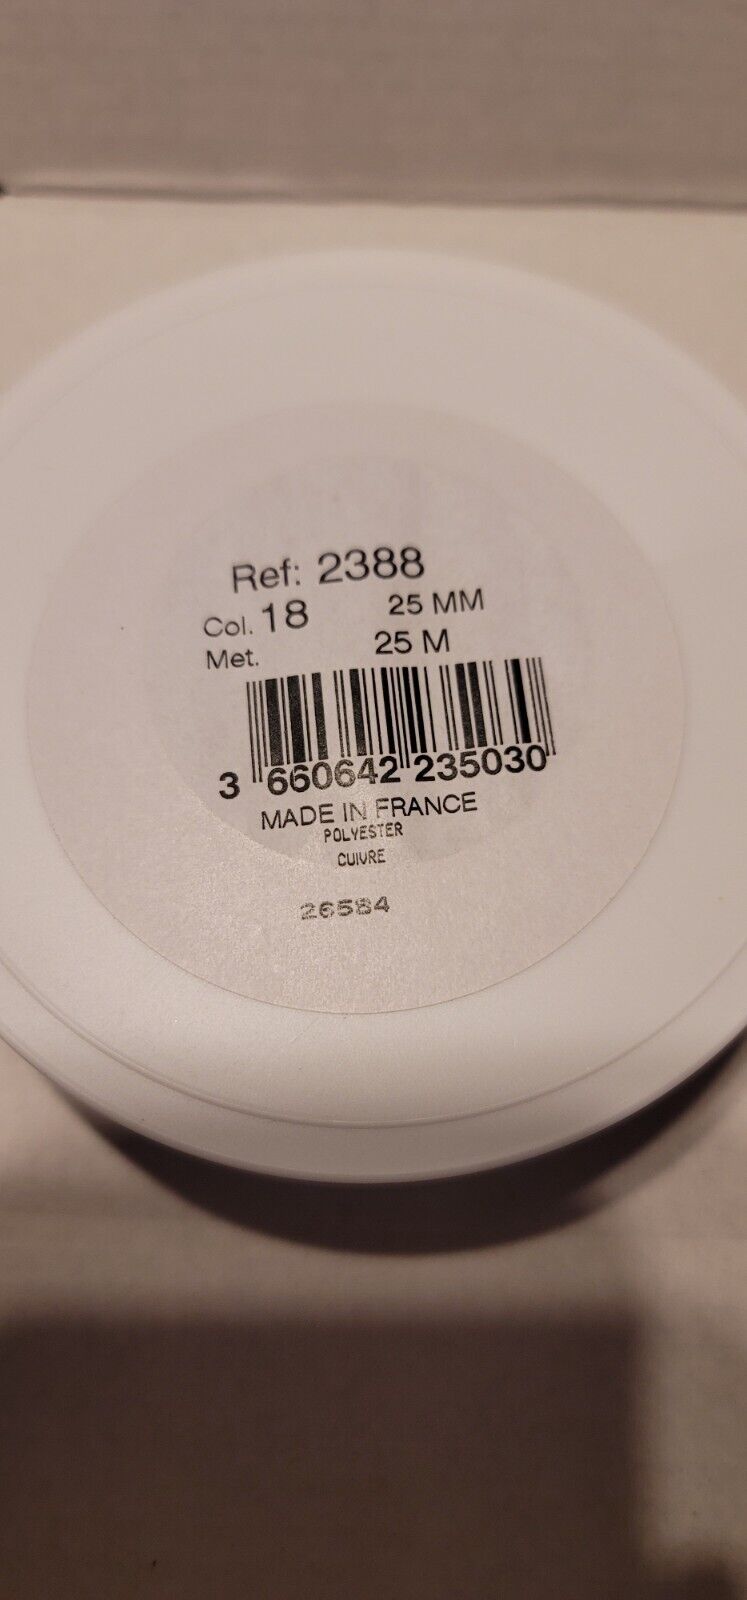 Ref: 2388
Col. 18 25 MM
Met. 25 M
3 660642 235030
MADE IN FRANCE
POLYESTER
CUIVRE
26584